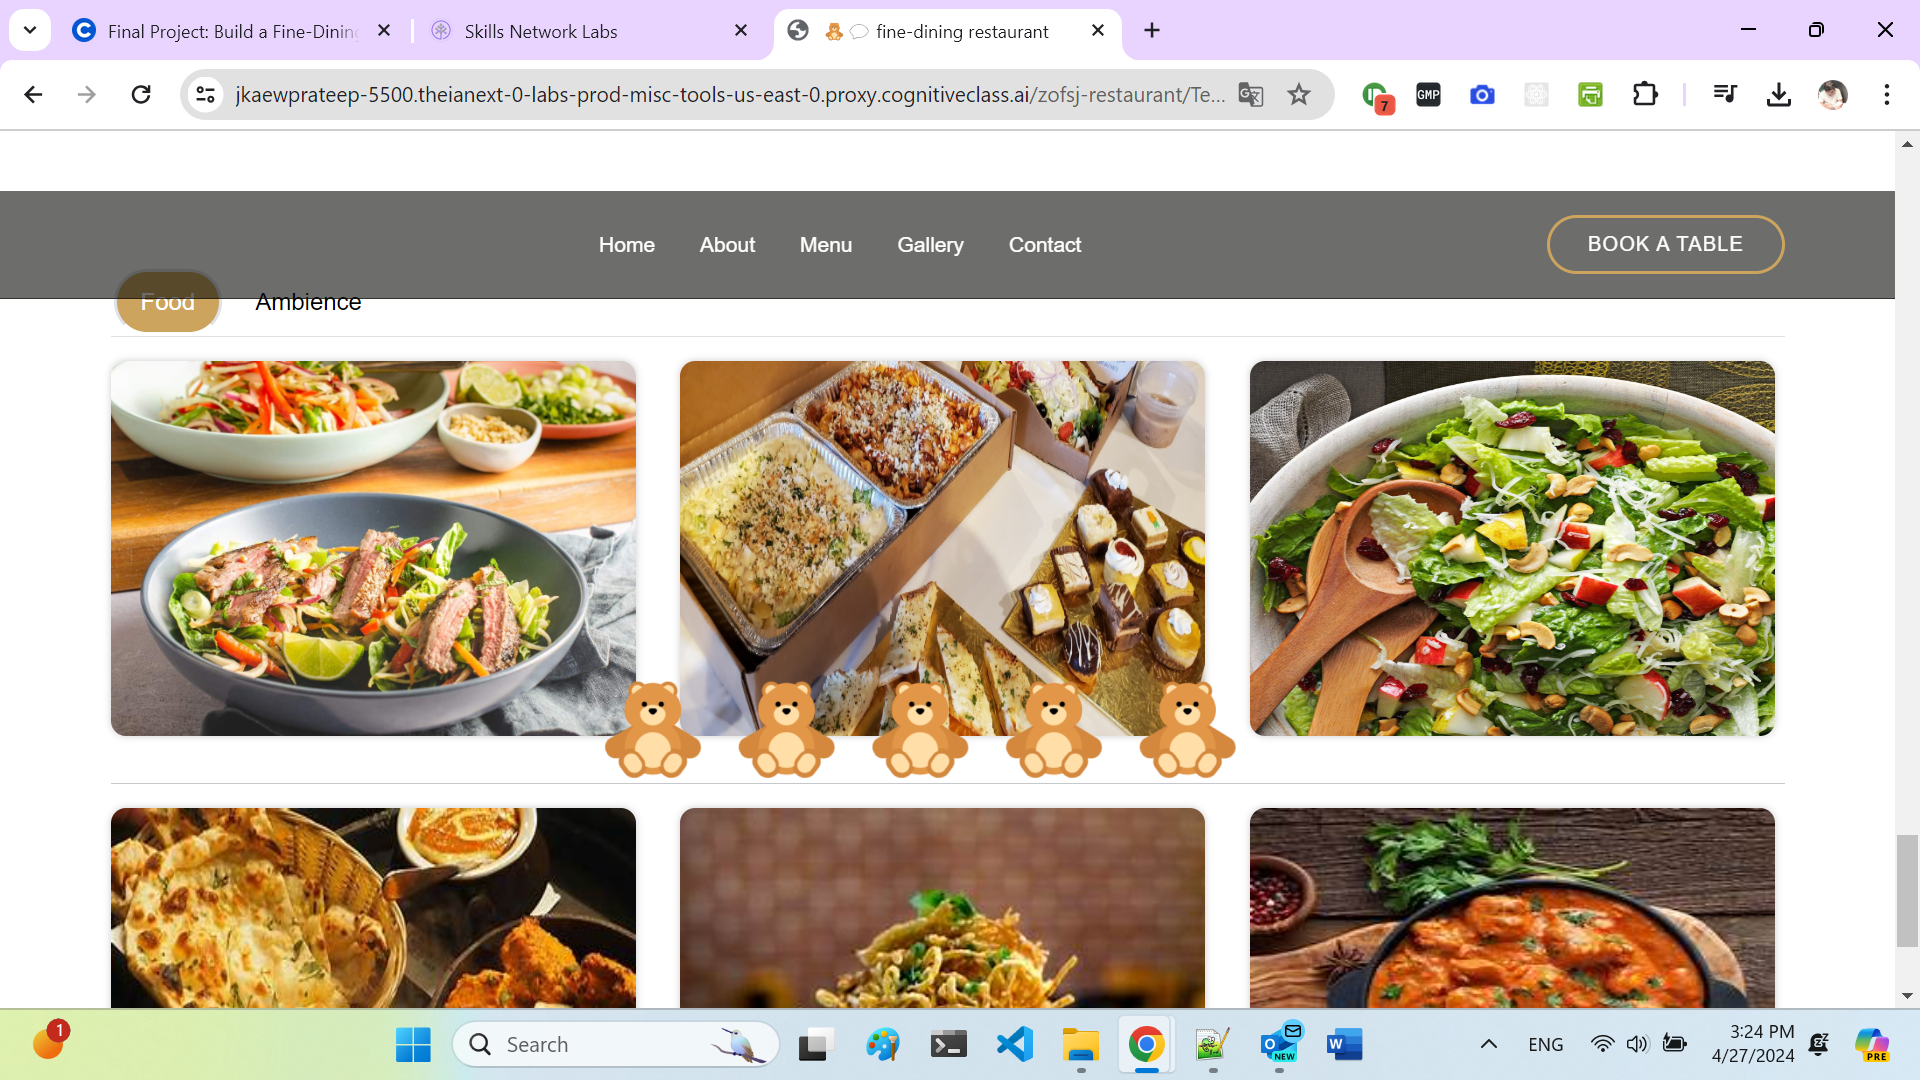 Final Project: Build a Fine-Dining
Skills Network Labs
fine-dining restaurant
jkaewprateep-5500.theianext-0-labs-prod-misc-tools-us-east-0.proxy.cognitiveclass.ai/zofsj-restaurant/Te...
GMP
7
Home
About
Menu
Gallery
Contact
BOOK A TABLE
Food
Ambience
1
Search
NEW
ENG
3:24 PM
4/27/2024
PRE